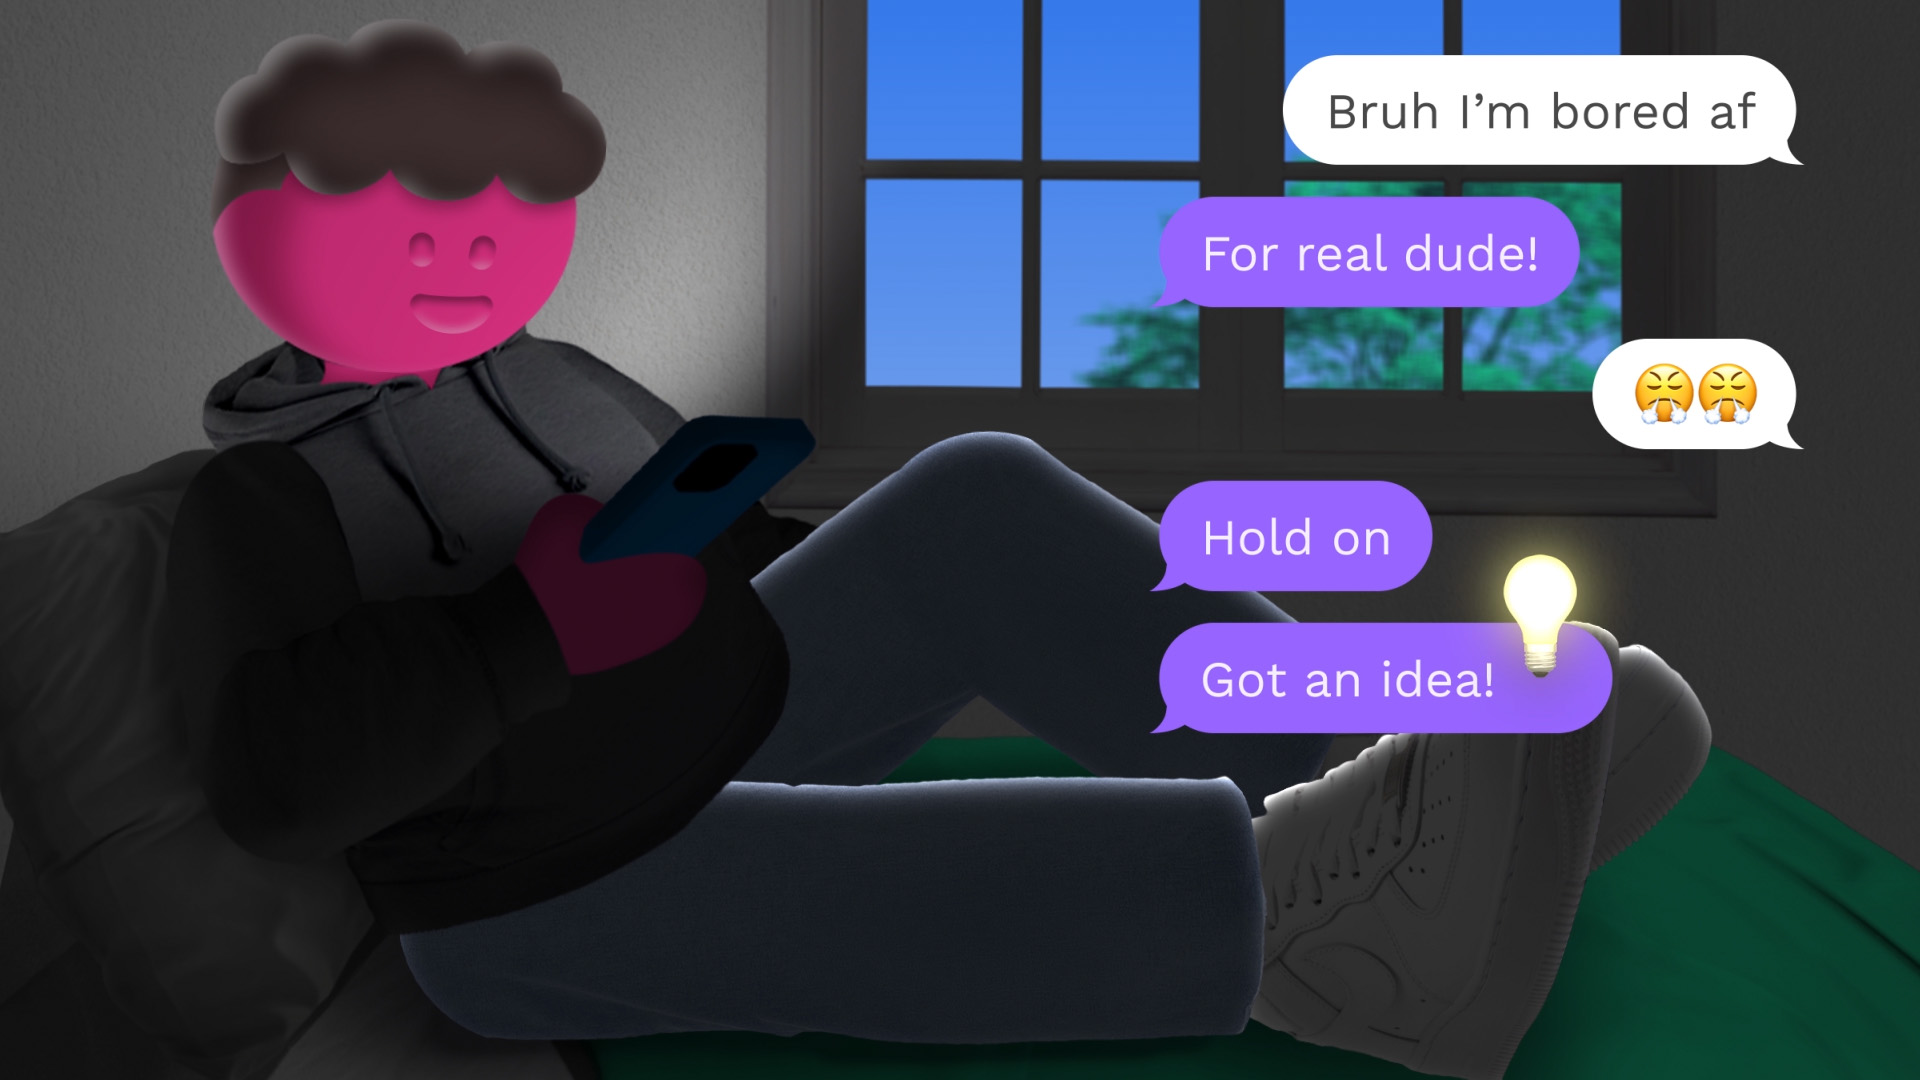 Bruh I’m bored af
For real dude!
😤😤
Hold on
Got an idea!